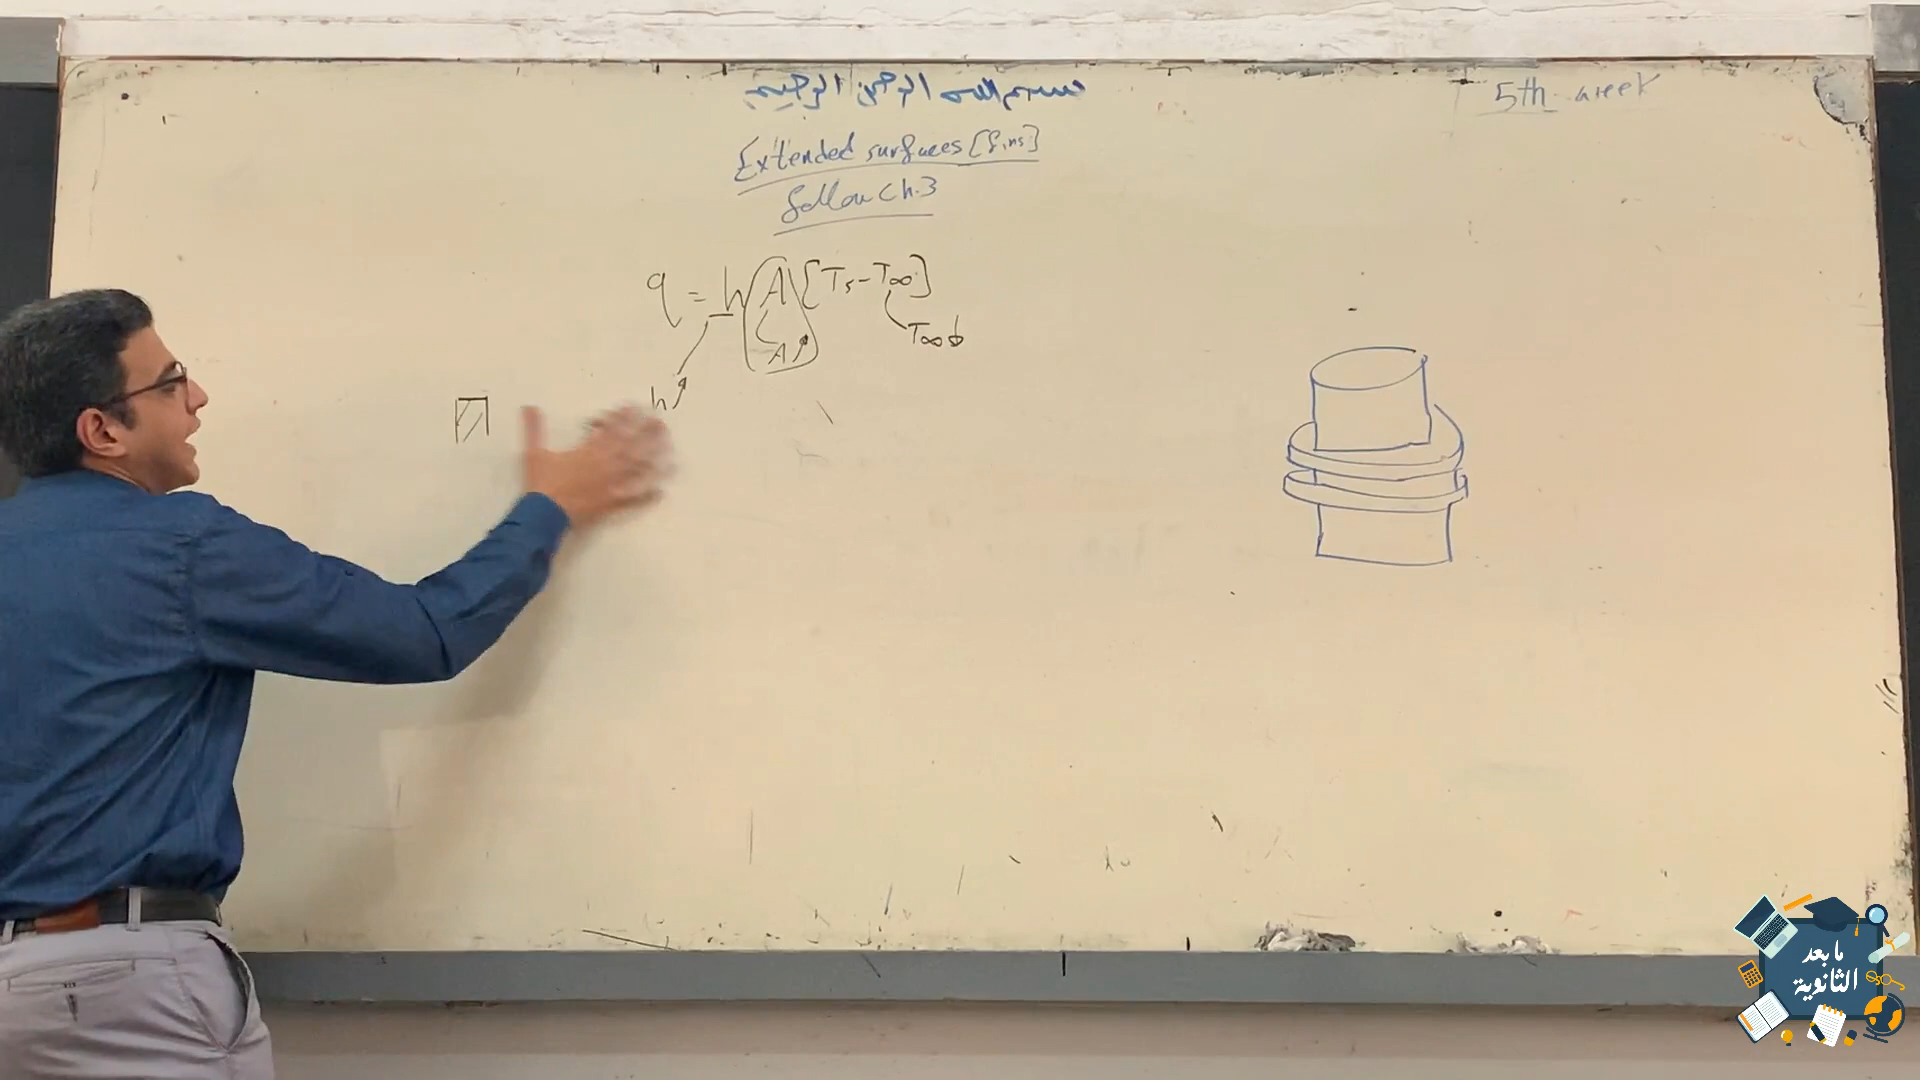 بسم الله الرحمن الرحيم
5th week
Extended surfaces [fins]
follow ch.3
q = h A [Ts - T∞]
T∞↓
A↗
h↗
ما بعد
الثانوية